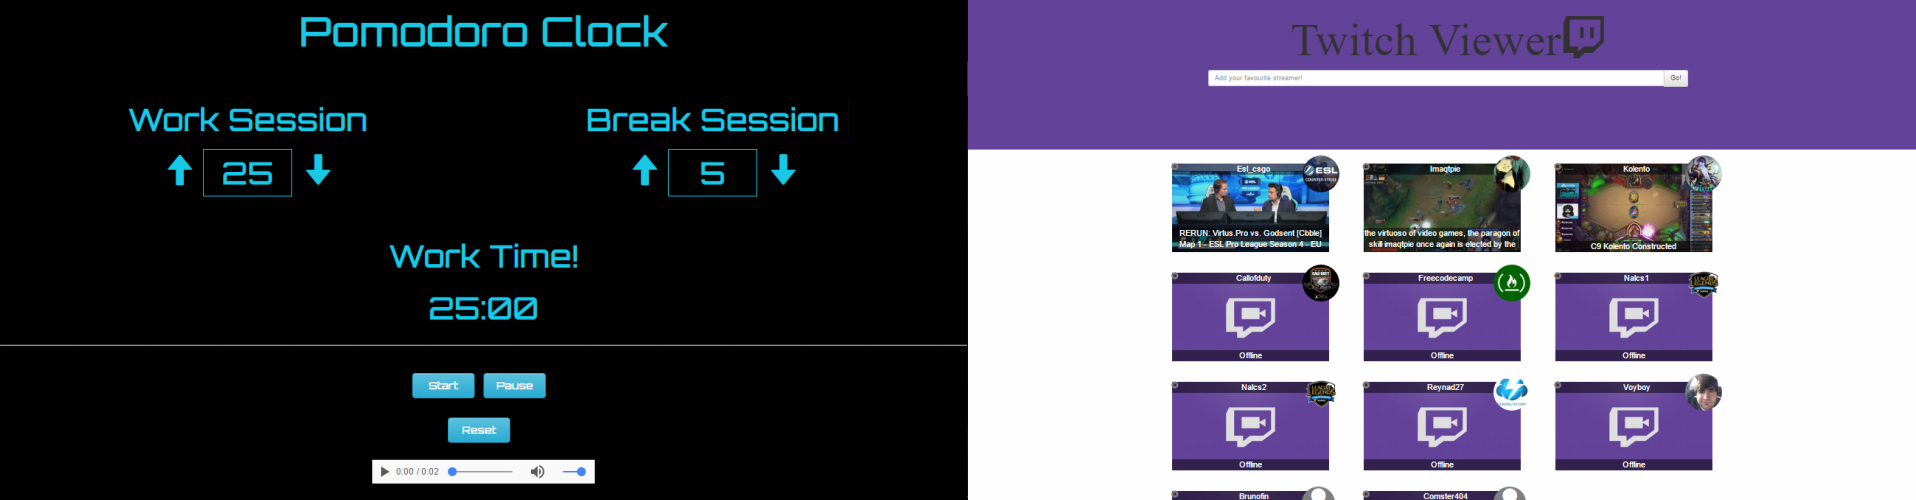 Pomodoro Clock
Work Session
Break Session
25
5
Work Time!
25:00
Start
Pause
Reset
0:00 / 0:02
Twitch Viewer
Add your favourite streamer!
Go!
Esl_csgo
ESL
RERUN: Virtus.Pro vs. Godsent [Cbble]
Map 1 - ESL Pro League Season 4 - EU
Imaqtpie
the virtuoso of video games, the paragon of
skill imaqtpie once again is elected by the
Kolento
C9 Kolento Constructed
Callofduty
Offline
Freecodecamp
Offline
Nalcs1
Offline
Nalcs2
Offline
Reynad27
Offline
Voyboy
Offline
Brunofin
Comster404